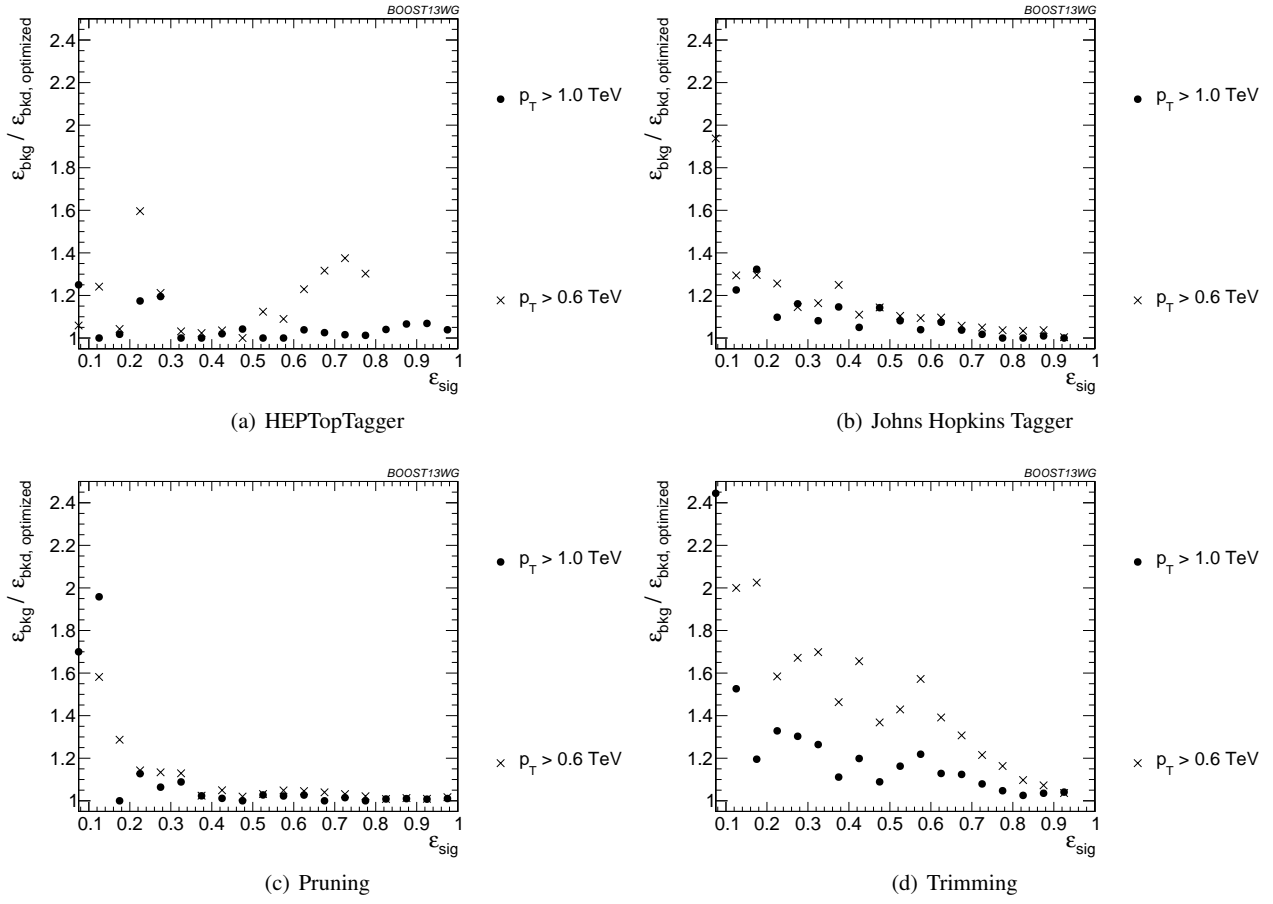 BOOST13WG
ε_bkg / ε_bkd, optimized
2.4
2.2
2
1.8
1.6
1.4
1.2
1
0.1 0.2 0.3 0.4 0.5 0.6 0.7 0.8 0.9 1
ε_sig
p_T > 1.0 TeV
p_T > 0.6 TeV
(a) HEPTopTagger
BOOST13WG
ε_bkg / ε_bkd, optimized
2.4
2.2
2
1.8
1.6
1.4
1.2
1
0.1 0.2 0.3 0.4 0.5 0.6 0.7 0.8 0.9 1
ε_sig
p_T > 1.0 TeV
p_T > 0.6 TeV
(b) Johns Hopkins Tagger
BOOST13WG
ε_bkg / ε_bkd, optimized
2.4
2.2
2
1.8
1.6
1.4
1.2
1
0.1 0.2 0.3 0.4 0.5 0.6 0.7 0.8 0.9 1
ε_sig
p_T > 1.0 TeV
p_T > 0.6 TeV
(c) Pruning
BOOST13WG
ε_bkg / ε_bkd, optimized
2.4
2.2
2
1.8
1.6
1.4
1.2
1
0.1 0.2 0.3 0.4 0.5 0.6 0.7 0.8 0.9 1
ε_sig
p_T > 1.0 TeV
p_T > 0.6 TeV
(d) Trimming